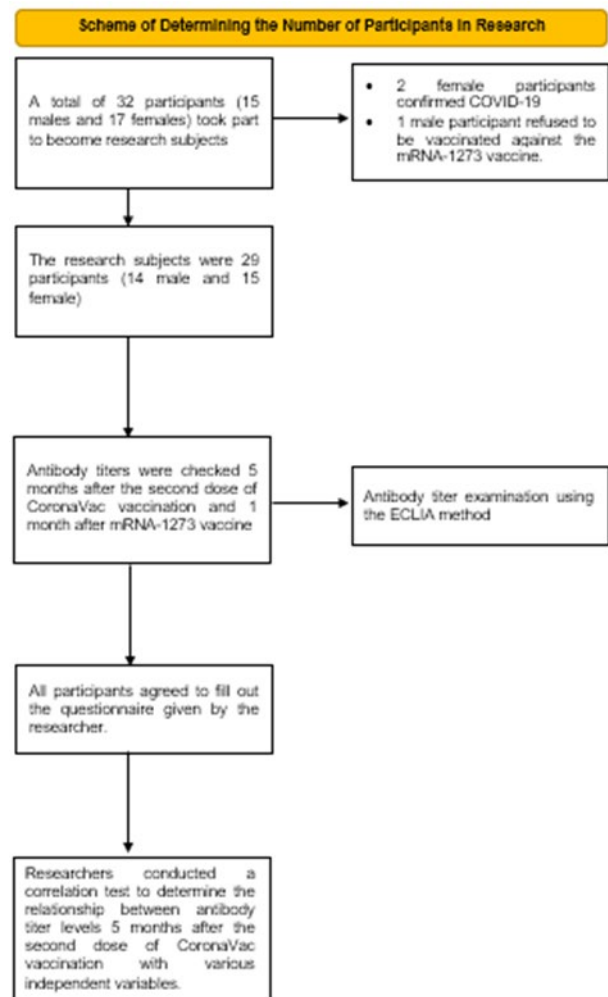 Scheme of Determining the Number of Participants in Research
A total of 32 participants (15
males and 17 females) took part
to become research subjects
• 2 female participants
confirmed COVID-19
• 1 male participant refused to
be vaccinated against the
mRNA-1273 vaccine.
The research subjects were 29
participants (14 male and 15
female)
Antibody titers were checked 5
months after the second dose of
CoronaVac vaccination and 1
month after mRNA-1273 vaccine
Antibody titer examination using
the ECLIA method
All participants agreed to fill out
the questionnaire given by the
researcher.
Researchers conducted a
correlation test to determine the
relationship between antibody
titer levels 5 months after the
second dose of CoronaVac
vaccination with various
independent variables.